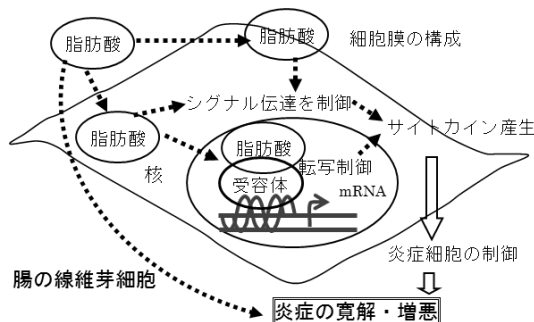 脂肪酸
脂肪酸
細胞膜の構成
脂肪酸
シグナル伝達を制御
サイトカイン産生
脂肪酸
核
受容体
転写制御
mRNA
炎症細胞の制御
腸の線維芽細胞
炎症の寛解・増悪